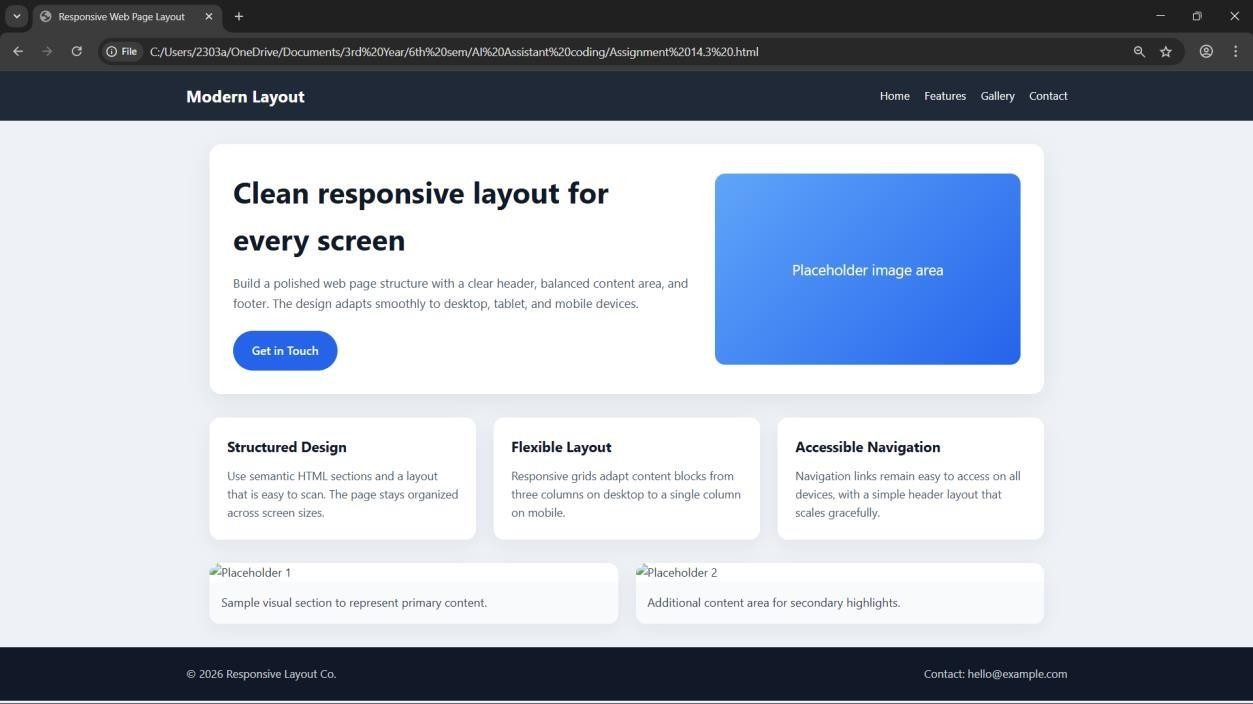 Responsive Web Page Layout
File C:/Users/2303a/OneDrive/Documents/3rd%20Year/6th%20sem/AI%20Assistant%20coding/Assignment%2014.3%20.html
Modern Layout
Home Features Gallery Contact
Clean responsive layout for
every screen
Build a polished web page structure with a clear header, balanced content area, and
footer. The design adapts smoothly to desktop, tablet, and mobile devices.
Get in Touch
Placeholder image area
Structured Design
Use semantic HTML sections and a layout
that is easy to scan. The page stays organized
across screen sizes.
Flexible Layout
Responsive grids adapt content blocks from
three columns on desktop to a single column
on mobile.
Accessible Navigation
Navigation links remain easy to access on all
devices, with a simple header layout that
scales gracefully.
Placeholder 1
Sample visual section to represent primary content.
Placeholder 2
Additional content area for secondary highlights.
© 2026 Responsive Layout Co.
Contact: hello@example.com